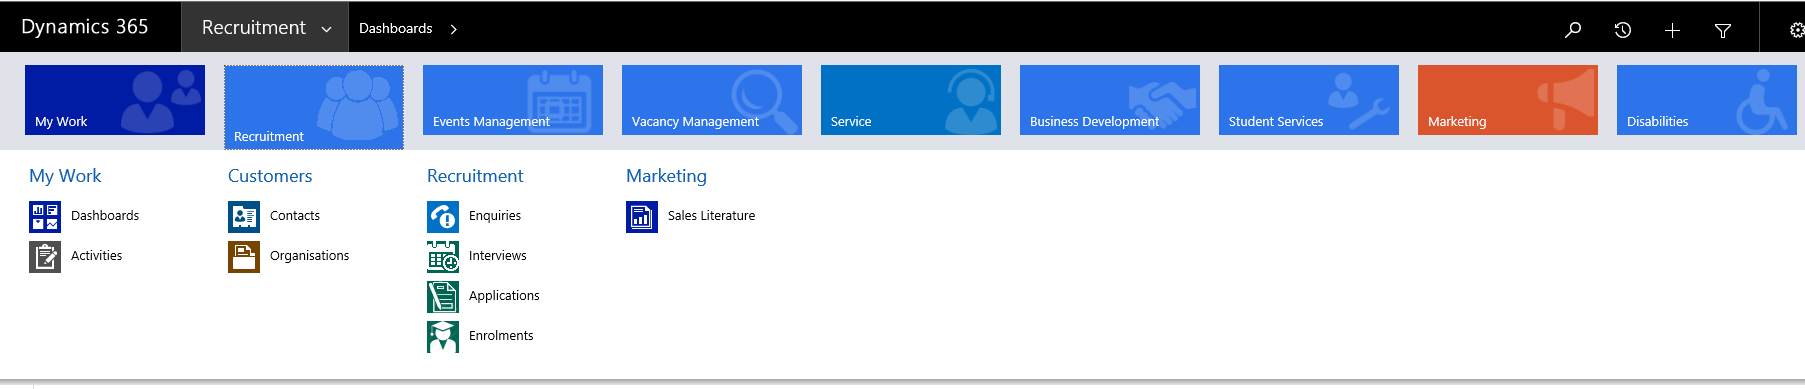 Dynamics 365
Recruitment
Dashboards
My Work
Recruitment
Events Management
Vacancy Management
Service
Business Development
Student Services
Marketing
Disabilities
My Work
Dashboards
Activities
Customers
Contacts
Organisations
Recruitment
Enquiries
Interviews
Applications
Enrolments
Marketing
Sales Literature